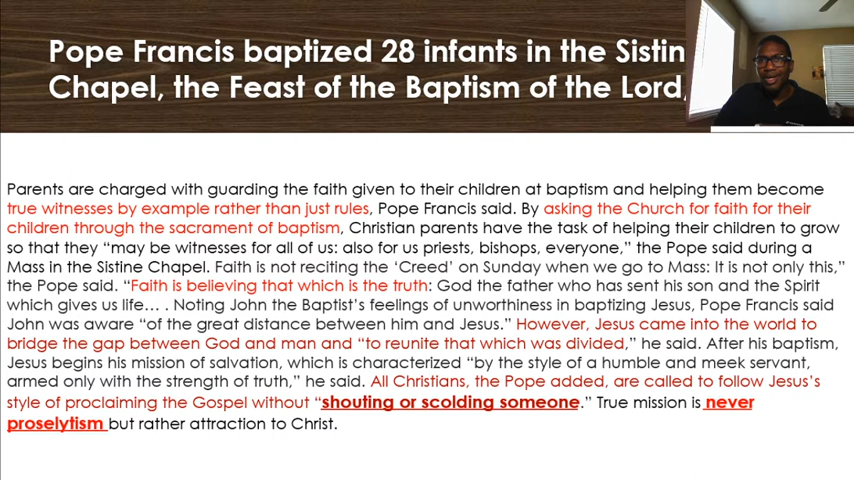 Pope Francis baptized 28 infants in the Sistin
Chapel, the Feast of the Baptism of the Lord,
Parents are charged with guarding the faith given to their children at baptism and helping them become
true witnesses by example rather than just rules, Pope Francis said. By asking the Church for faith for their
children through the sacrament of baptism, Christian parents have the task of helping their children to grow
so that they “may be witnesses for all of us: also for us priests, bishops, everyone,” the Pope said during a
Mass in the Sistine Chapel. Faith is not reciting the ‘Creed’ on Sunday when we go to Mass: It is not only this,”
the Pope said. “Faith is believing that which is the truth: God the father who has sent his son and the Spirit
which gives us life… . Noting John the Baptist’s feelings of unworthiness in baptizing Jesus, Pope Francis said
John was aware “of the great distance between him and Jesus.” However, Jesus came into the world to
bridge the gap between God and man and “to reunite that which was divided,” he said. After his baptism,
Jesus begins his mission of salvation, which is characterized “by the style of a humble and meek servant,
armed only with the strength of truth,” he said. All Christians, the Pope added, are called to follow Jesus’s
style of proclaiming the Gospel without “shouting or scolding someone.” True mission is never
proselytism but rather attraction to Christ.